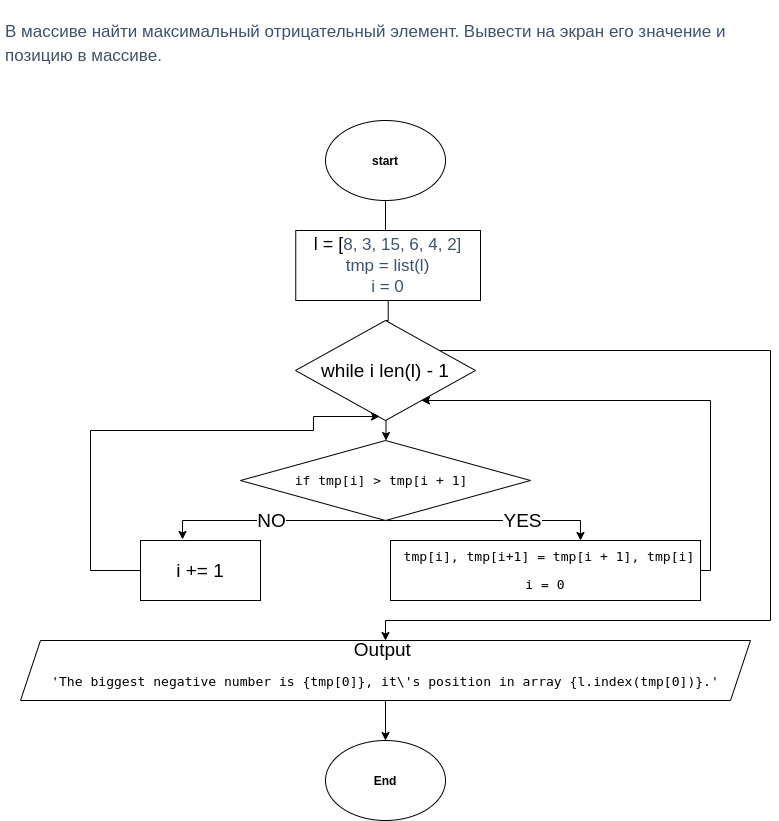 В массиве найти максимальный отрицательный элемент. Вывести на экран его значение и
позицию в массиве.
start
l = [8, 3, 15, 6, 4, 2]
tmp = list(l)
i = 0
while i len(l) - 1
if tmp[i] > tmp[i + 1]
NO
YES
i += 1
tmp[i], tmp[i+1] = tmp[i + 1], tmp[i]
i = 0
Output
'The biggest negative number is {tmp[0]}, it\'s position in array {l.index(tmp[0])}.'
End